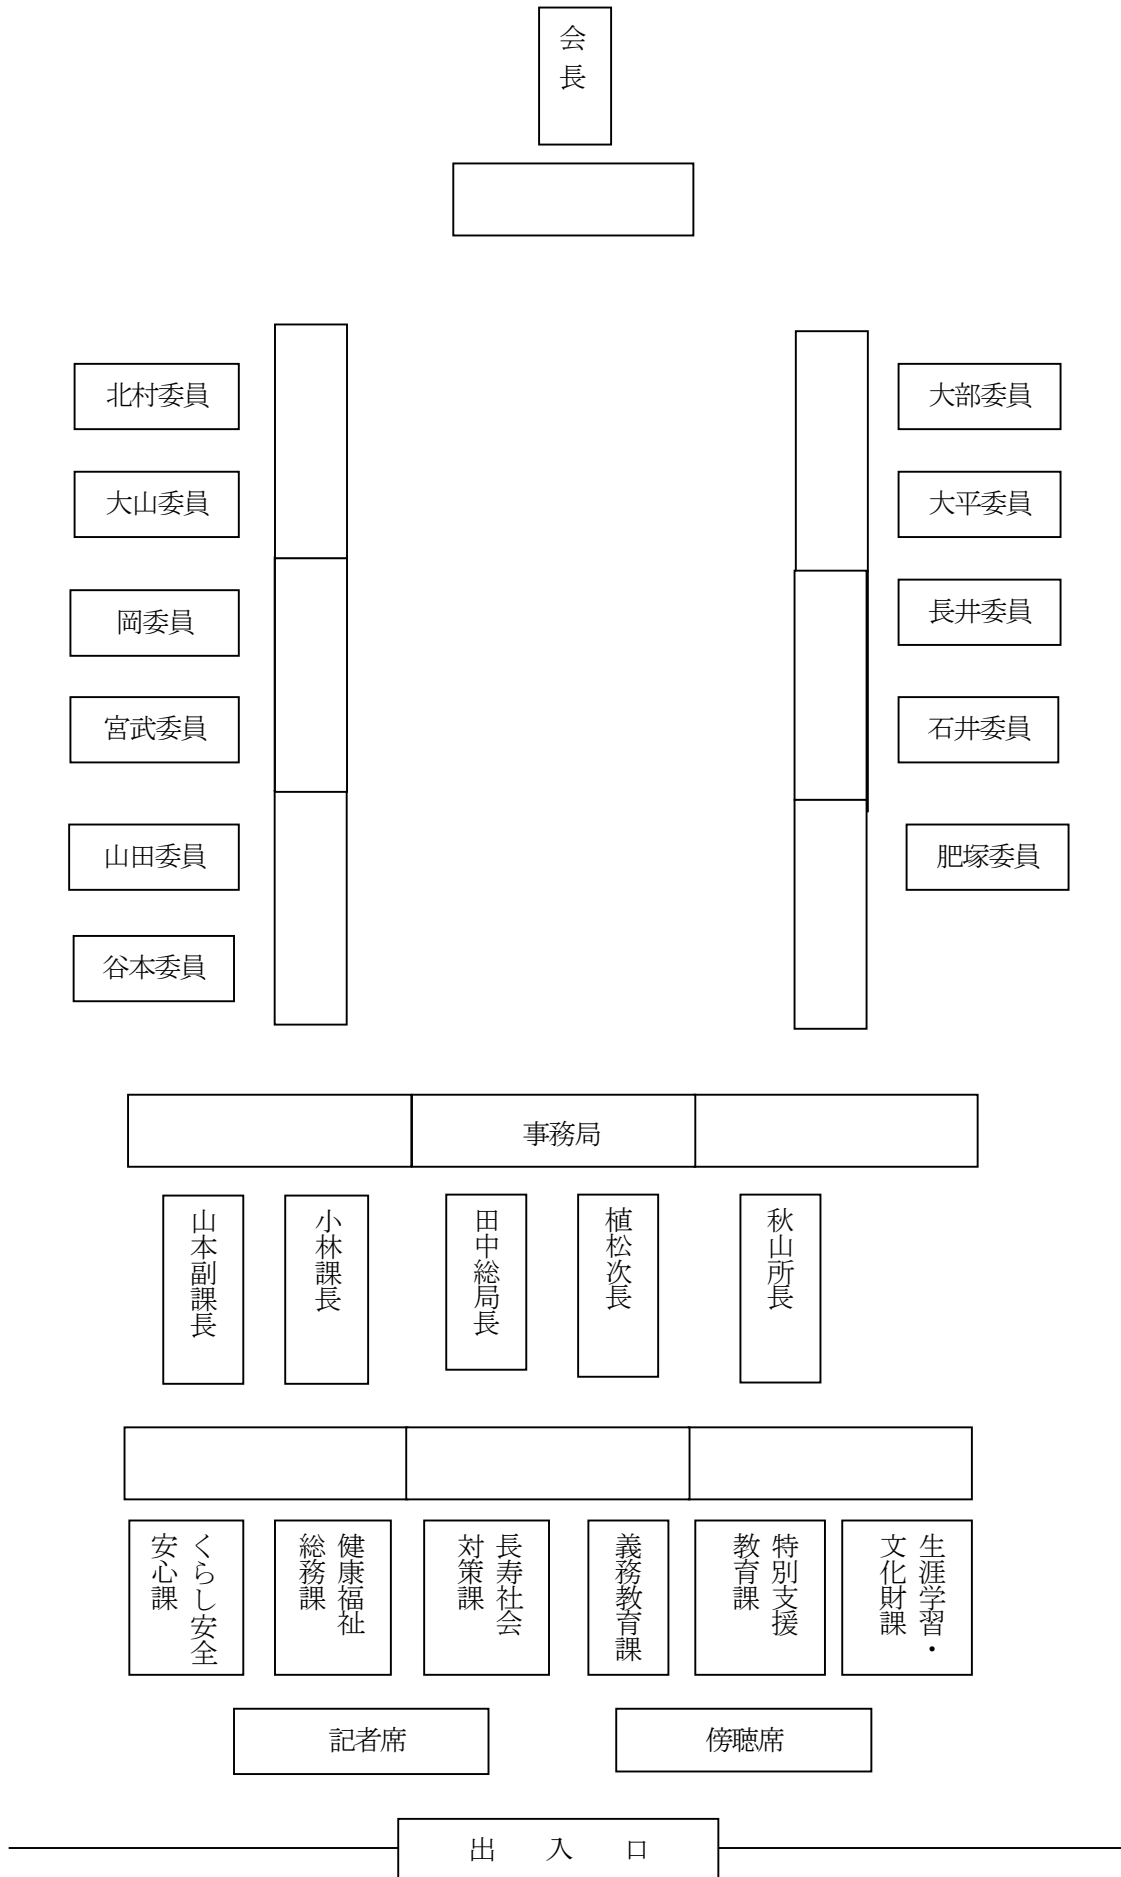 会長
北村委員
大部委員
大山委員
大平委員
岡委員
長井委員
宮武委員
石井委員
山田委員
肥塚委員
谷本委員
事務局
山本副課長
小林課長
田中総局長
植松次長
秋山所長
くらし安全
安心課
健康福祉
総務課
長寿社会
対策課
義務教育課
特別支援
教育課
生涯学習・
文化財課
記者席
傍聴席
出　入　口